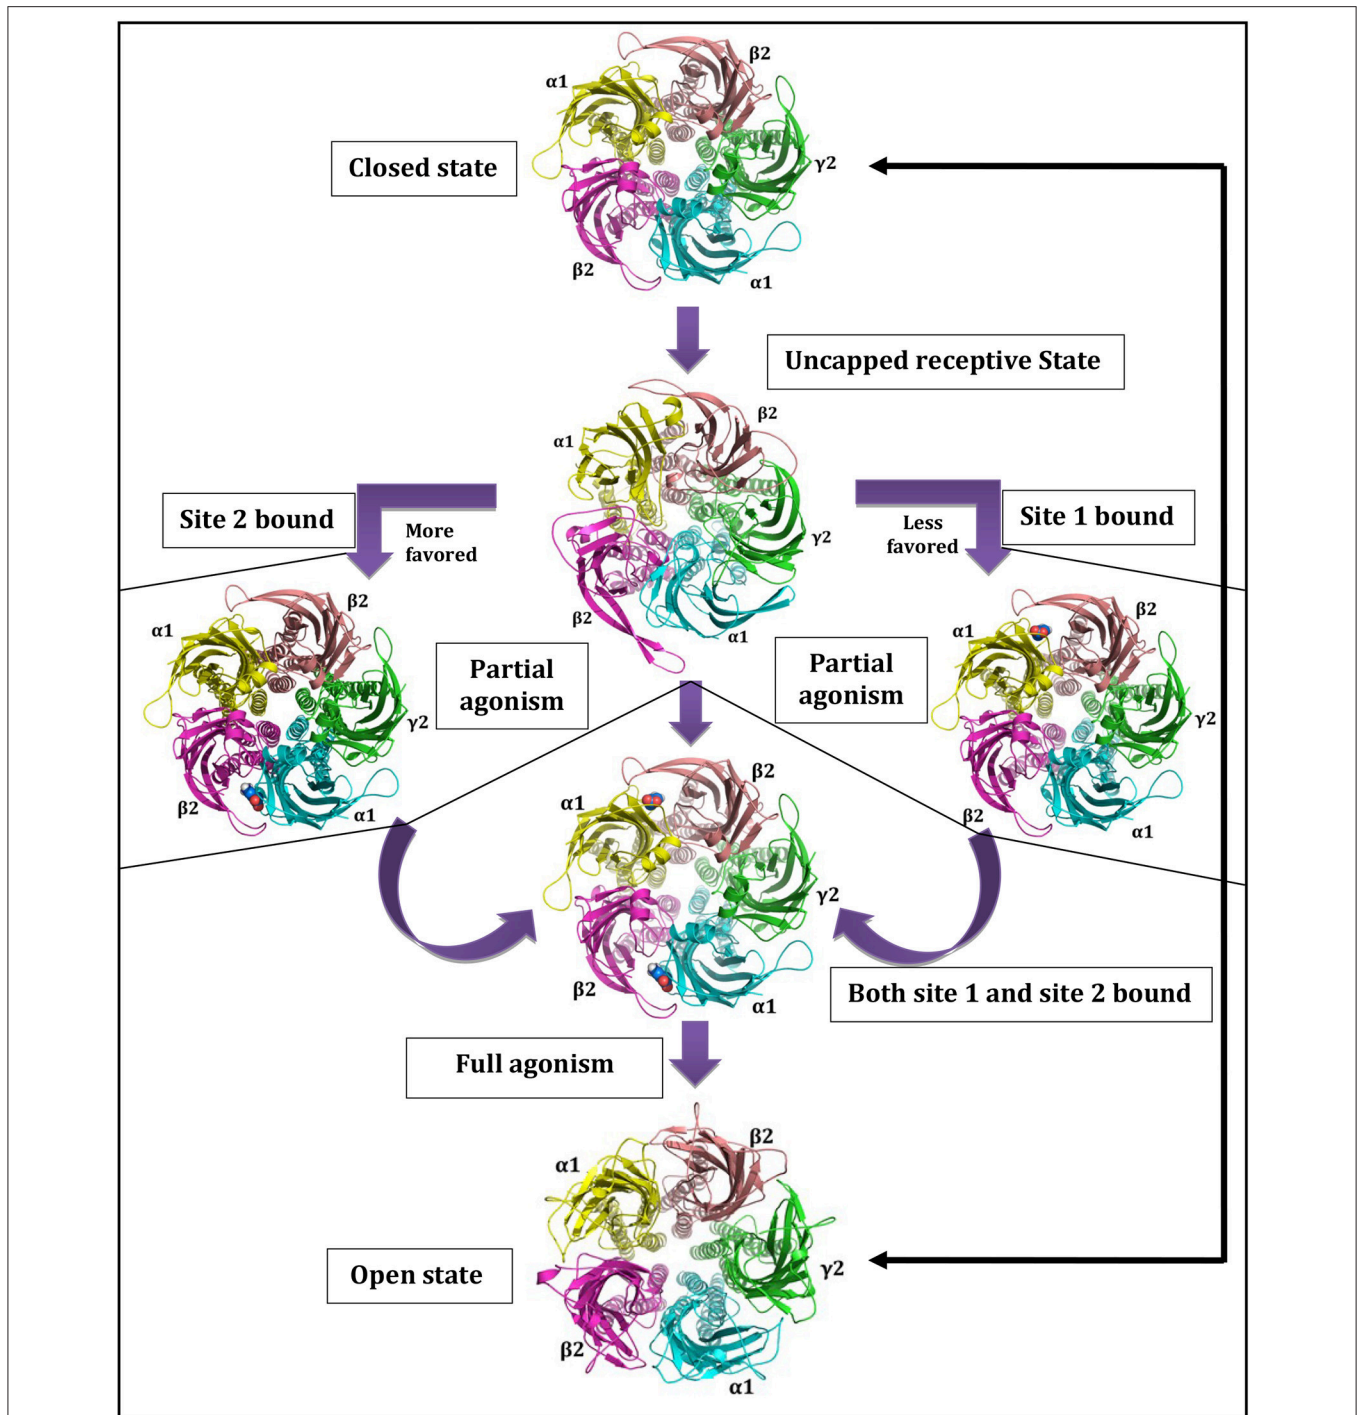 β2
α1
Closed state
γ2
β2
α1
Uncapped receptive State
β2
α1
Site 2 bound
More
favored
Less
favored
Site 1 bound
γ2
β2
α1
β2
α1
γ2
β2
α1
Partial
agonism
Partial
agonism
β2
α1
γ2
β2
α1
β2
α1
γ2
β2
α1
Both site 1 and site 2 bound
Full agonism
β2
α1
Open state
γ2
β2
α1